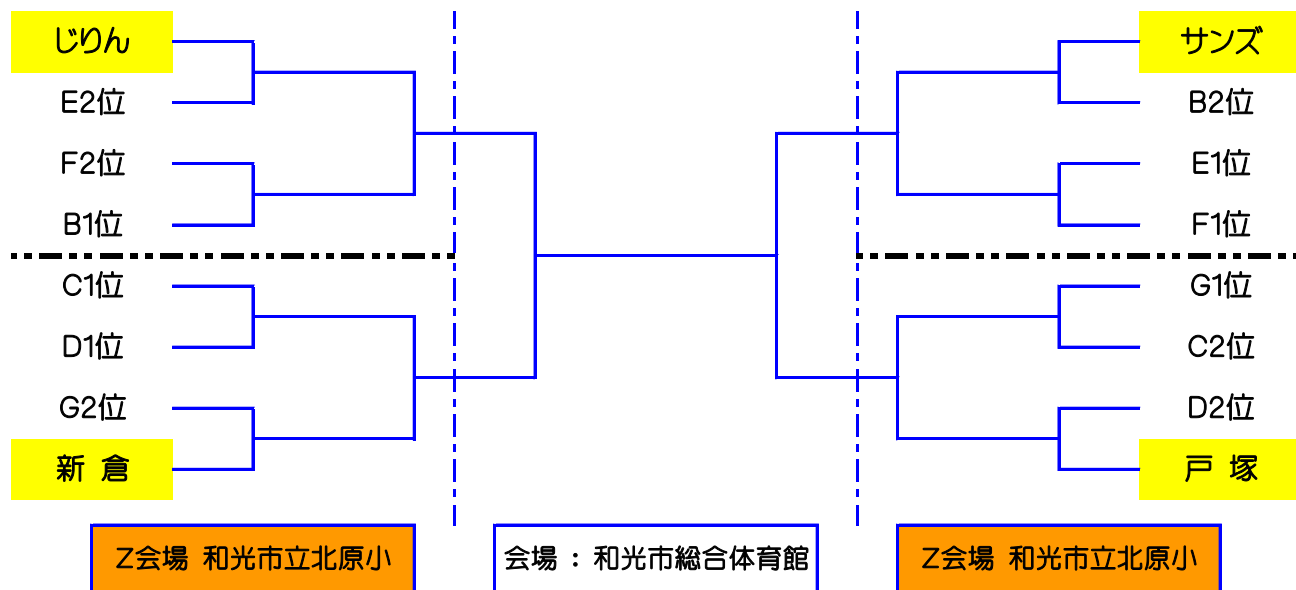 じりん
E2位
F2位
B1位
C1位
D1位
G2位
新 倉
サンズ
B2位
E1位
F1位
G1位
C2位
D2位
戸 塚
Z会場 和光市立北原小
会場 : 和光市総合体育館
Z会場 和光市立北原小